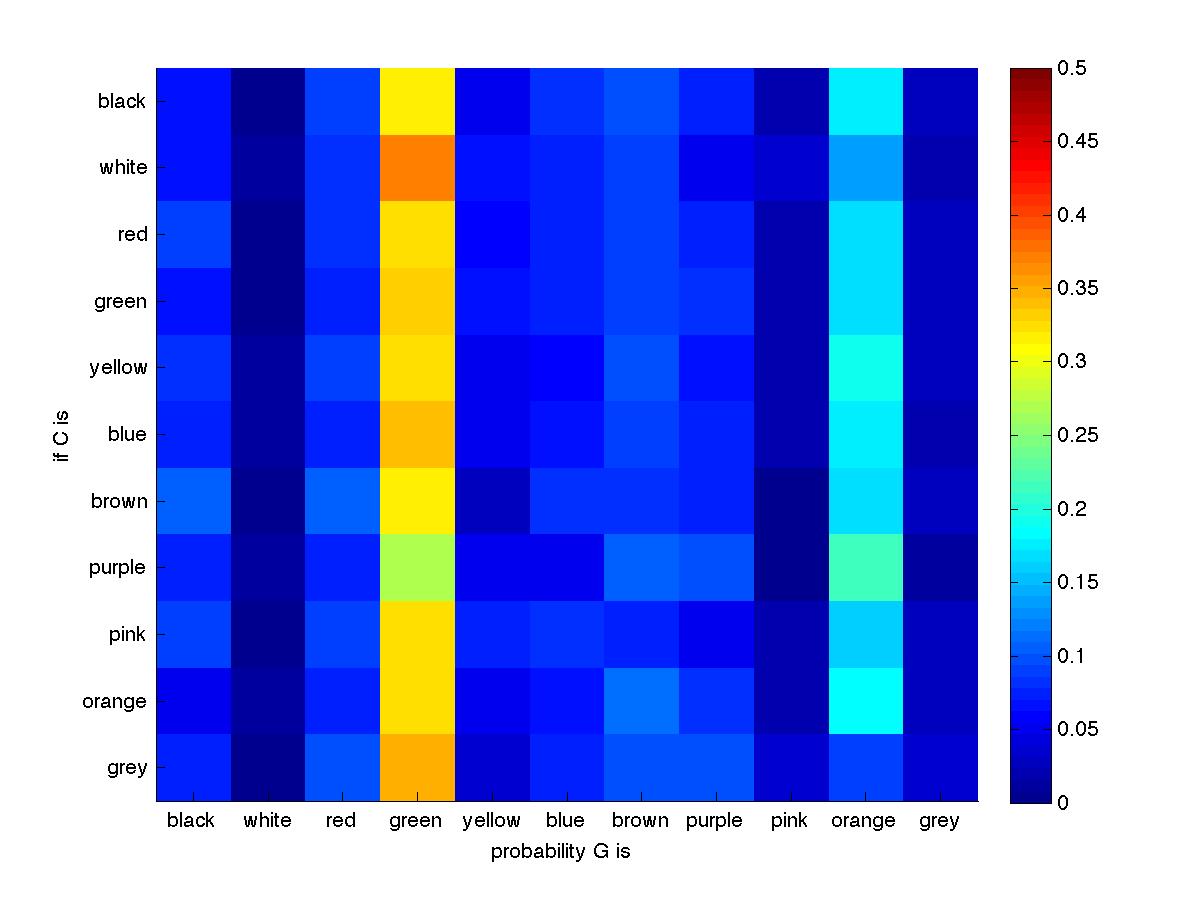 black
white
red
green
yellow
blue
brown
purple
pink
orange
grey
if C is
black white red green yellow blue brown purple pink orange grey
probability G is
0.5
0.45
0.4
0.35
0.3
0.25
0.2
0.15
0.1
0.05
0